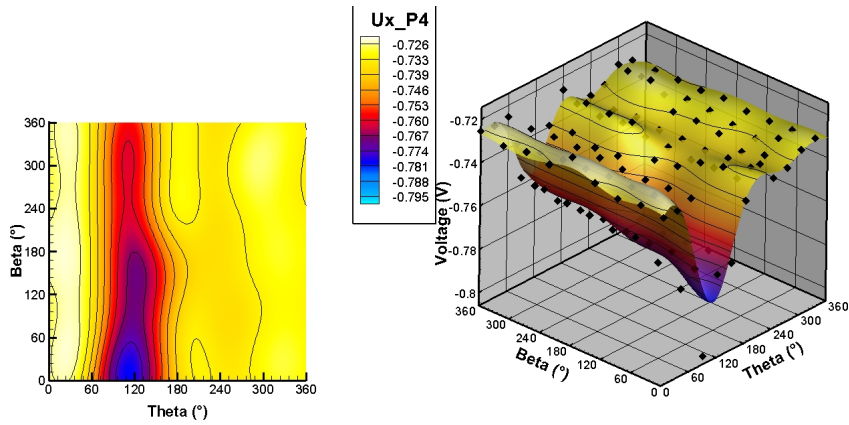 Ux_P4
-0.726
-0.733
-0.739
-0.746
-0.753
-0.760
-0.767
-0.774
-0.781
-0.788
-0.795
360
300
240
180
120
60
0
Beta (°)
0 60 120 180 240 300 360
Theta (°)
-0.72
-0.74
-0.76
-0.78
-0.8
Voltage (V)
360 300 240 180 120 60 0
Beta (°)
0 60 120 180 240 300 360
Theta (°)